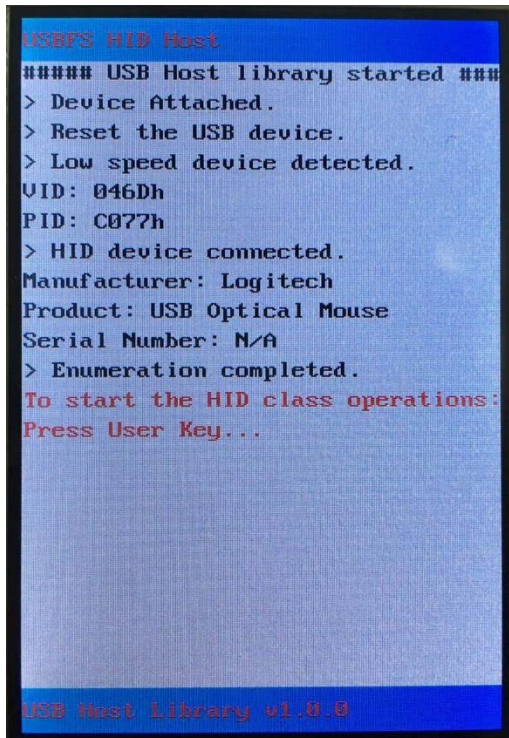 USBFS HID Host
##### USB Host library started ###
> Device Attached.
> Reset the USB device.
> Low speed device detected.
VID: 046Dh
PID: C077h
> HID device connected.
Manufacturer: Logitech
Product: USB Optical Mouse
Serial Number: N/A
> Enumeration completed.
To start the HID class operations:
Press User Key...
USB Host Library v1.0.0